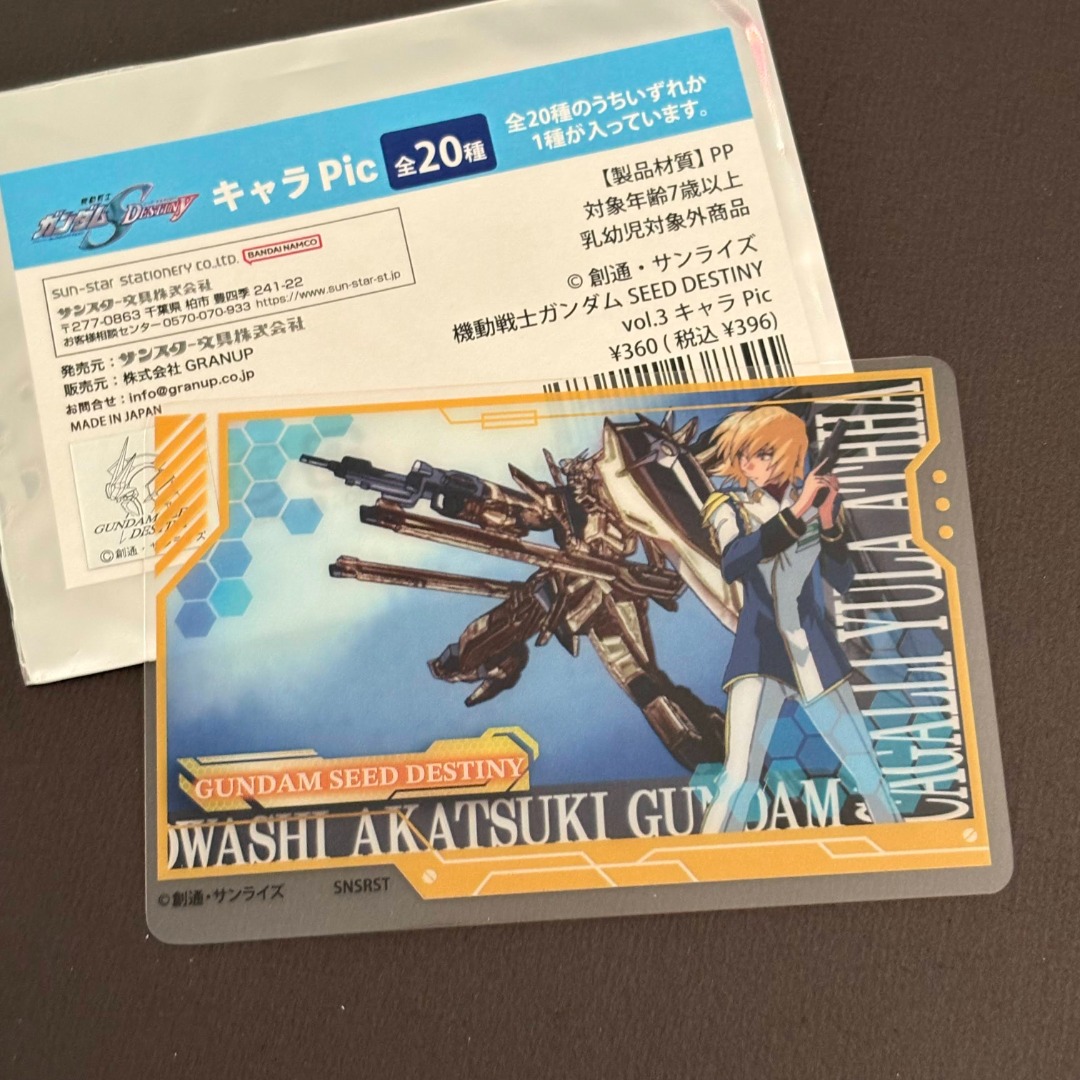 機動戦士
ガンダムSEED DESTINY
キャラPic
全20種
全20種のうちいずれか
1種が入っています。
sun-star stationery co.,ltd.
BANDAI NAMCO
サンスター文具株式会社
〒277-0863 千葉県 柏市 豊四季 241-22
お客様相談センター 0570-070-933 https://www.sun-star-st.jp
発売元：サンスター文具株式会社
販売元：株式会社 GRANUP
お問合せ：info@granup.co.jp
MADE IN JAPAN
【製品材質】PP
対象年齢7歳以上
乳幼児対象外商品
© 創通・サンライズ
機動戦士ガンダム SEED DESTINY
vol.3 キャラ Pic
¥360 ( 税込 ¥396)
GUNDAM
DES
©創通・サンライズ
CAGALLI YULA ATHHA
GUNDAM SEED DESTINY
OWASHI AKATSUKI GUNDAM &
©創通・サンライズ
SNSRST